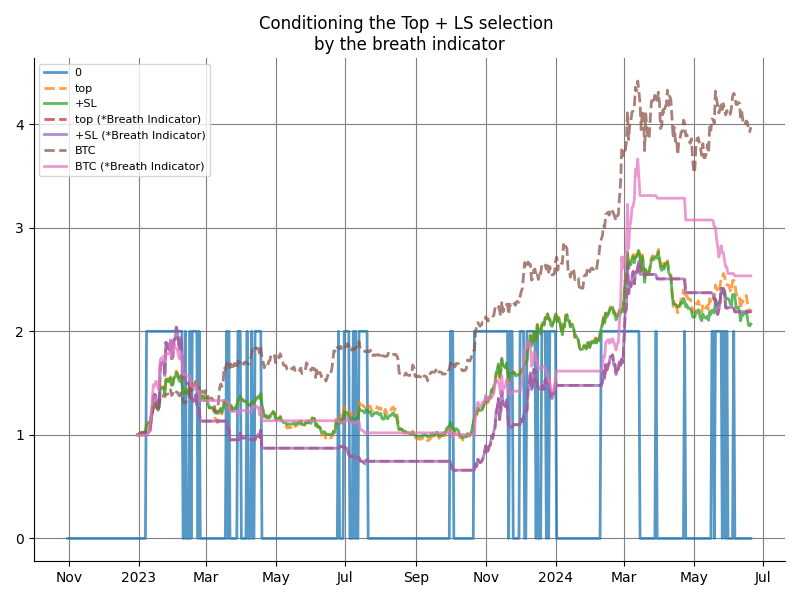 Conditioning the Top + LS selection
by the breath indicator
0
top
+SL
top (*Breath Indicator)
+SL (*Breath Indicator)
BTC
BTC (*Breath Indicator)
4
3
2
1
0
Nov 2023 Mar May Jul Sep Nov 2024 Mar May Jul